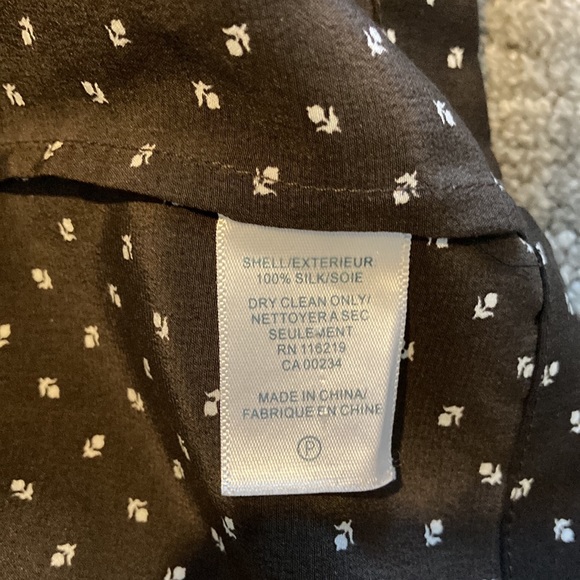 SHELL/EXTERIEUR
100% SILK/SOIE
DRY CLEAN ONLY/
NETTOYER A SEC
SEULEMENT
RN 116219
CA 00234
MADE IN CHINA/
FABRIQUE EN CHINE
P